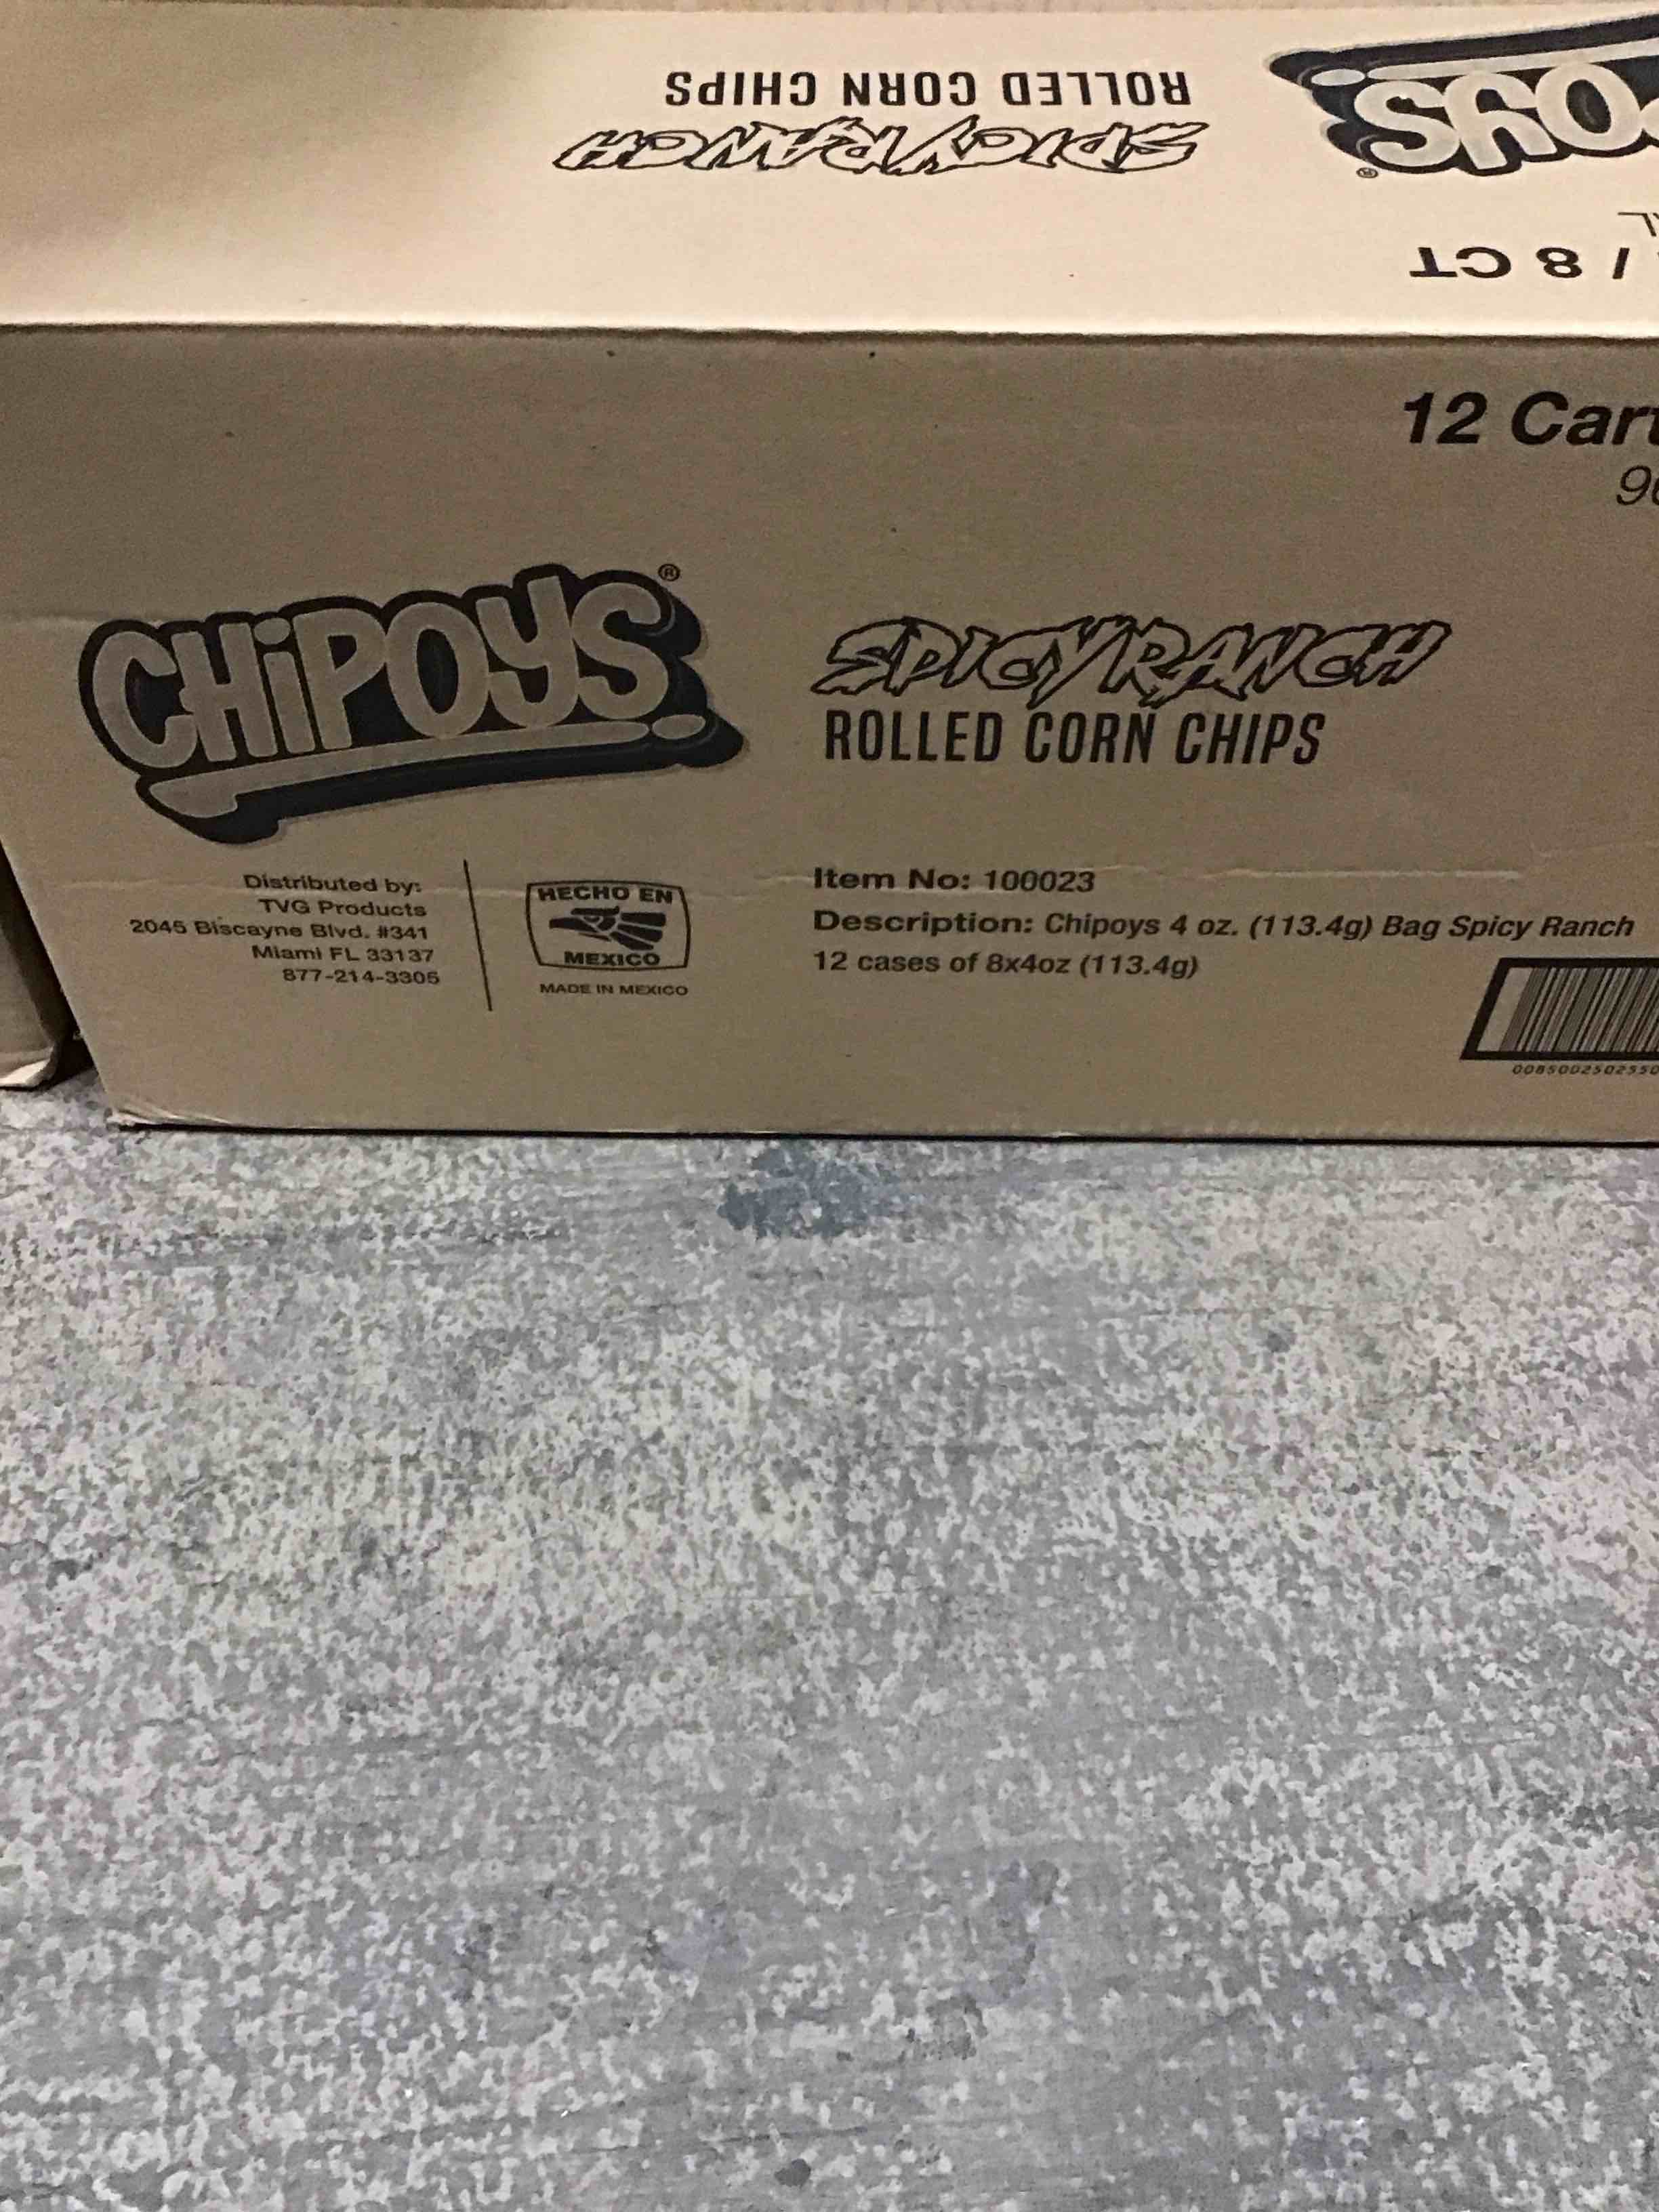 ROLLED CORN CHIPS
SPICY RANCH
OYS
®
/ 8 CT
12 Cart
CHiPOYS
®
SPICY RANCH
ROLLED CORN CHIPS
Distributed by:
TVG Products
2045 Biscayne Blvd. #341
Miami FL 33137
877-214-3305
HECHO EN
MEXICO
MADE IN MEXICO
Item No: 100023
Description: Chipoys 4 oz. (113.4g) Bag Spicy Ranch
12 cases of 8x4oz (113.4g)
0085002502550